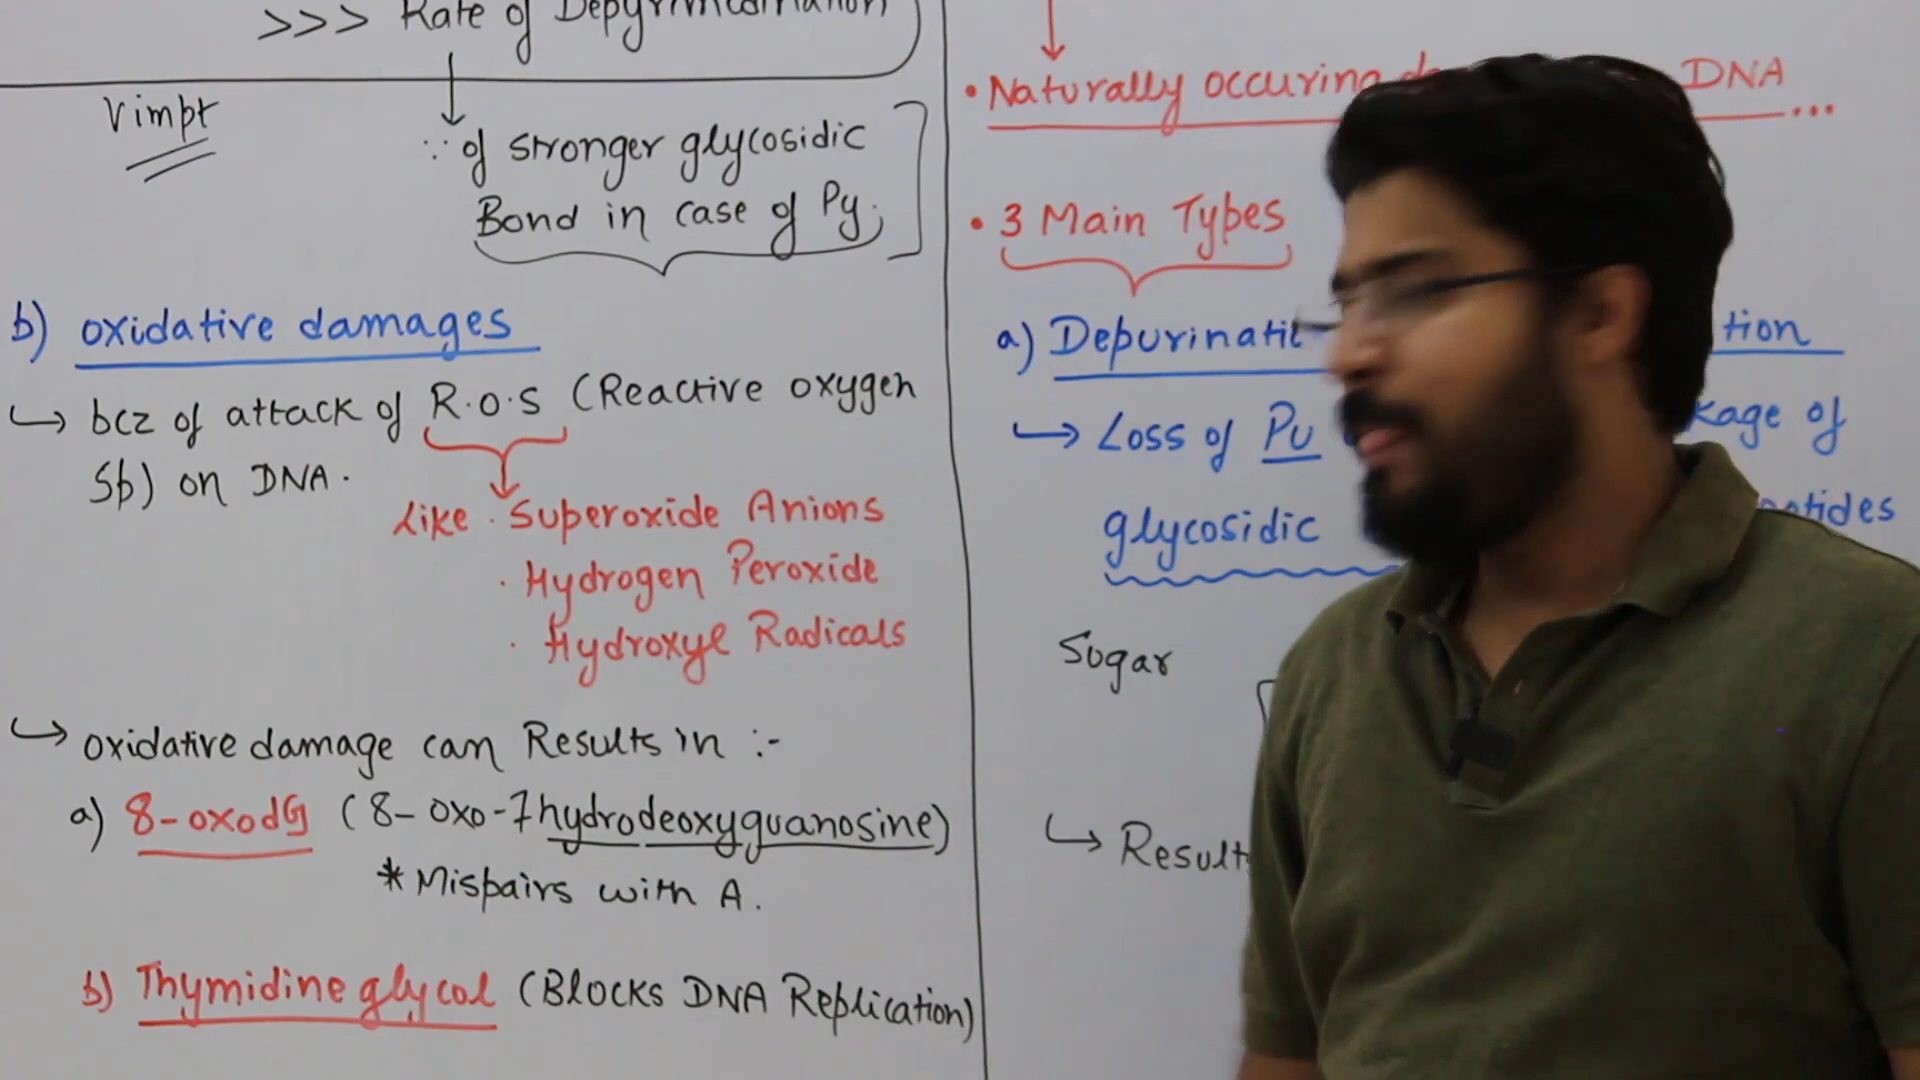 >>> Rate of
Vimpt
∵ of stronger glycosidic
Bond in case of Py;
b) oxidative damages
↪ bcz of attack of R.O.S (Reactive oxygen
Sp) on DNA.
Like · Superoxide Anions
· Hydrogen Peroxide
· Hydroxyl Radicals
↪ oxidative damage can Results in :-
a) 8-oxodG (8-oxo-7hydrodeoxyguanosine)
* Mispairs with A.
b) Thymidine glycol (Blocks DNA Replication)
• Naturally occuring DNA ...
• 3 Main Types
a) Depurinati tion
↪ Loss of Pu kage of
glycosidic otides
Sugar
↪ Result